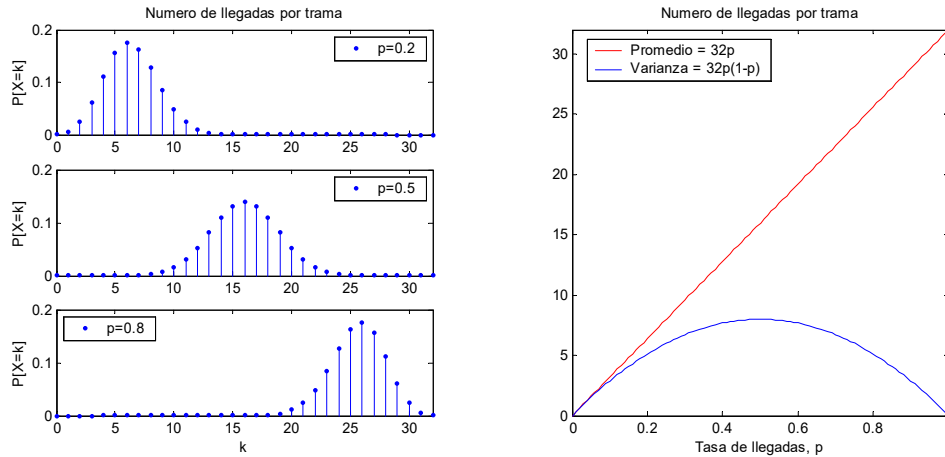 Numero de llegadas por trama
P[X=k]
0.2
0.1
0
p=0.2
0 5 10 15 20 25 30
P[X=k]
0.2
0.1
0
p=0.5
0 5 10 15 20 25 30
P[X=k]
0.2
0.1
0
p=0.8
0 5 10 15 20 25 30
k
Numero de llegadas por trama
Promedio = 32p
Varianza = 32p(1-p)
30
25
20
15
10
5
0
0 0.2 0.4 0.6 0.8
Tasa de llegadas, p